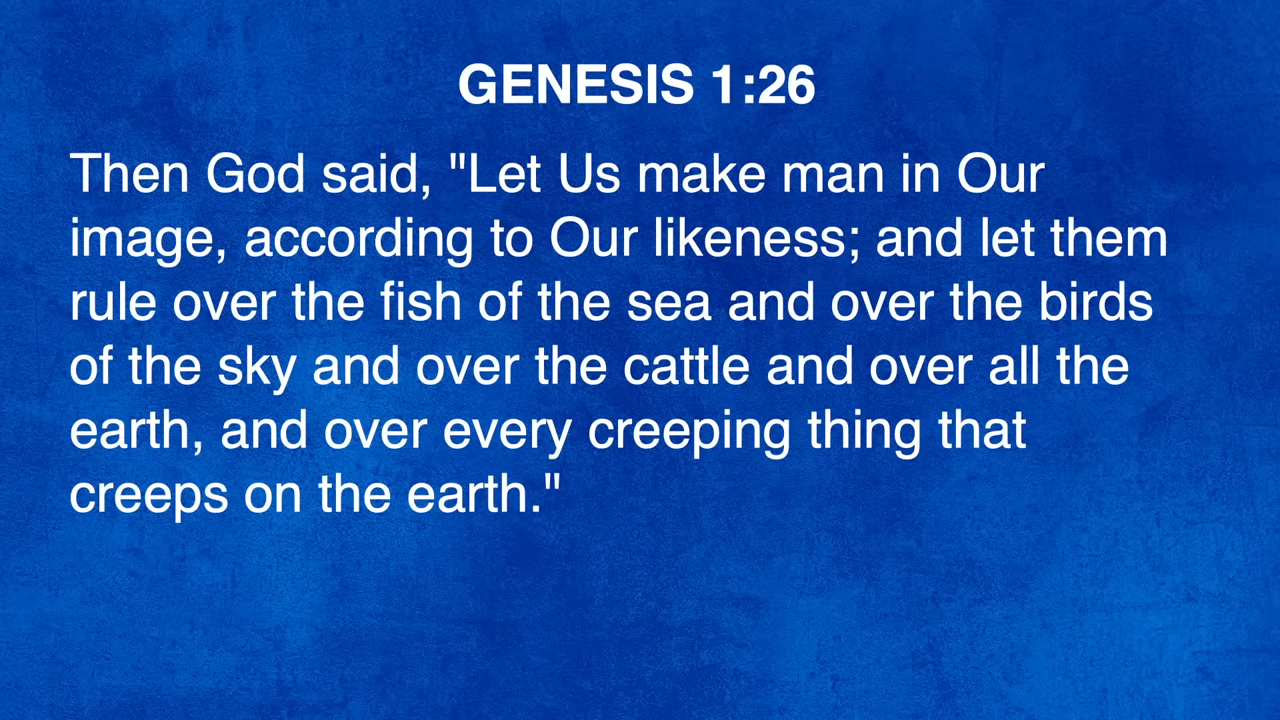 GENESIS 1:26
Then God said, "Let Us make man in Our
image, according to Our likeness; and let them
rule over the fish of the sea and over the birds
of the sky and over the cattle and over all the
earth, and over every creeping thing that
creeps on the earth."